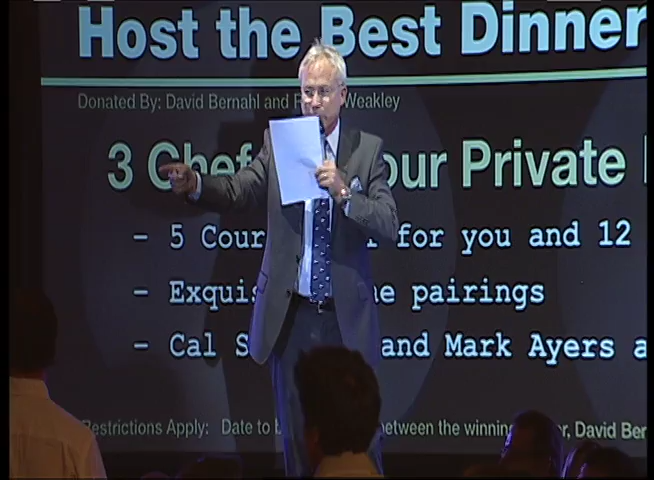 Host the Best Dinner
Donated By: David Bernahl and Weakley
3 Chef our Private
- 5 Cour for you and 12
- Exquis e pairings
- Cal S and Mark Ayers a
Restrictions Apply: Date to b between the winning r, David Ber